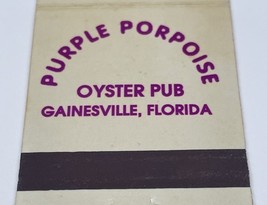 PURPLE PORPOISE
OYSTER PUB
GAINESVILLE, FLORIDA